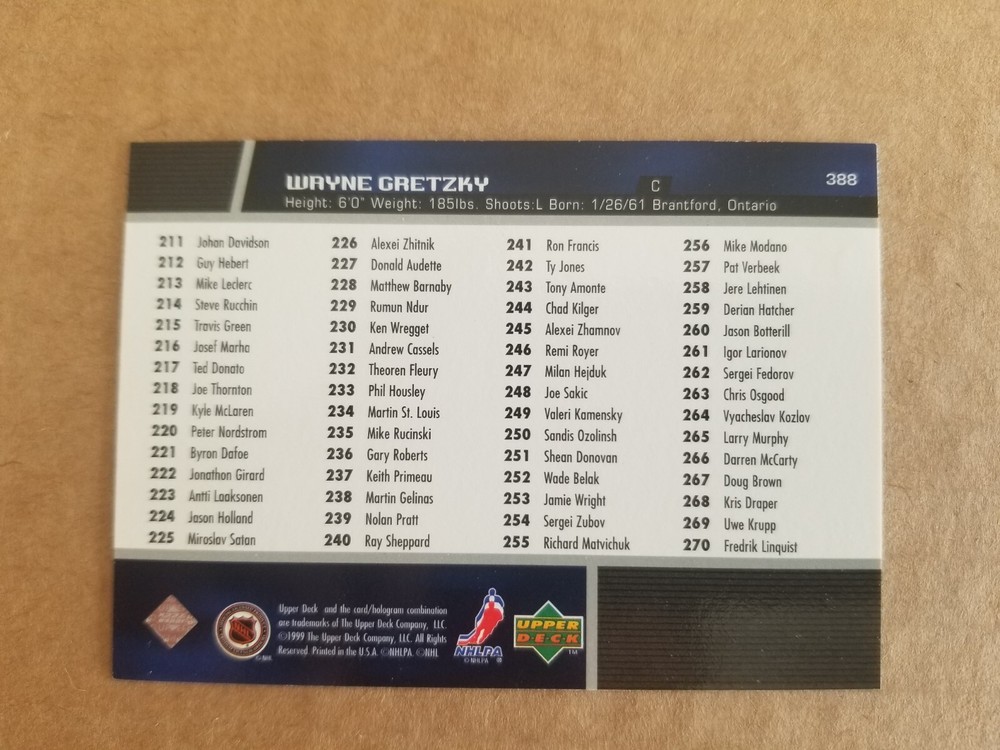 WAYNE GRETZKY C 388
Height: 6'0" Weight: 185lbs. Shoots:L Born: 1/26/61 Brantford, Ontario
211 Johan Davidson
212 Guy Hebert
213 Mike Leclerc
214 Steve Rucchin
215 Travis Green
216 Josef Marha
217 Ted Donato
218 Joe Thornton
219 Kyle McLaren
220 Peter Nordstrom
221 Byron Dafoe
222 Jonathon Girard
223 Antti Laaksonen
224 Jason Holland
225 Miroslav Satan
226 Alexei Zhitnik
227 Donald Audette
228 Matthew Barnaby
229 Rumun Ndur
230 Ken Wregget
231 Andrew Cassels
232 Theoren Fleury
233 Phil Housley
234 Martin St. Louis
235 Mike Rucinski
236 Gary Roberts
237 Keith Primeau
238 Martin Gelinas
239 Nolan Pratt
240 Ray Sheppard
241 Ron Francis
242 Ty Jones
243 Tony Amonte
244 Chad Kilger
245 Alexei Zhamnov
246 Remi Royer
247 Milan Hejduk
248 Joe Sakic
249 Valeri Kamensky
250 Sandis Ozolinsh
251 Shean Donovan
252 Wade Belak
253 Jamie Wright
254 Sergei Zubov
255 Richard Matvichuk
256 Mike Modano
257 Pat Verbeek
258 Jere Lehtinen
259 Derian Hatcher
260 Jason Botterill
261 Igor Larionov
262 Sergei Fedorov
263 Chris Osgood
264 Vyacheslav Kozlov
265 Larry Murphy
266 Darren McCarty
267 Doug Brown
268 Kris Draper
269 Uwe Krupp
270 Fredrik Linquist
Upper Deck and the card/hologram combination
are trademarks of The Upper Deck Company, LLC.
©1999 The Upper Deck Company, LLC. All Rights
Reserved. Printed in the U.S.A. ©NHLPA. ©NHL
NHL
©NHL
NHLPA
©NHLPA ®
UPPER
DECK
™